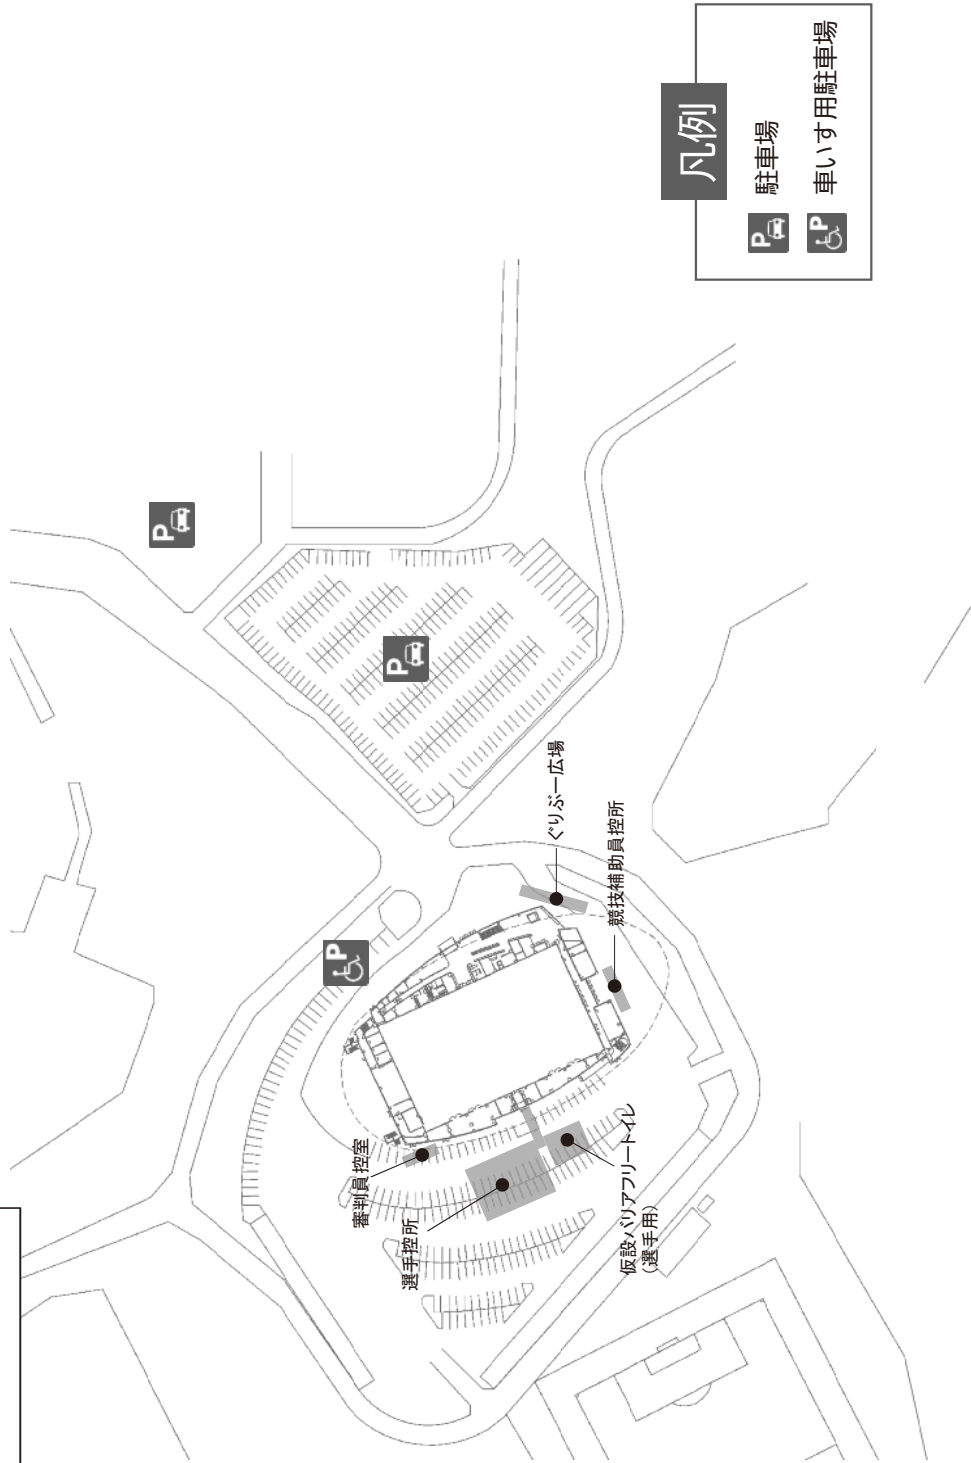 凡例
P 駐車場
P 車いす用駐車場
P
P
P
ぐりぶー広場
競技補助員控所
審判員控室
選手控所
仮設バリアフリートイレ
（選手用）